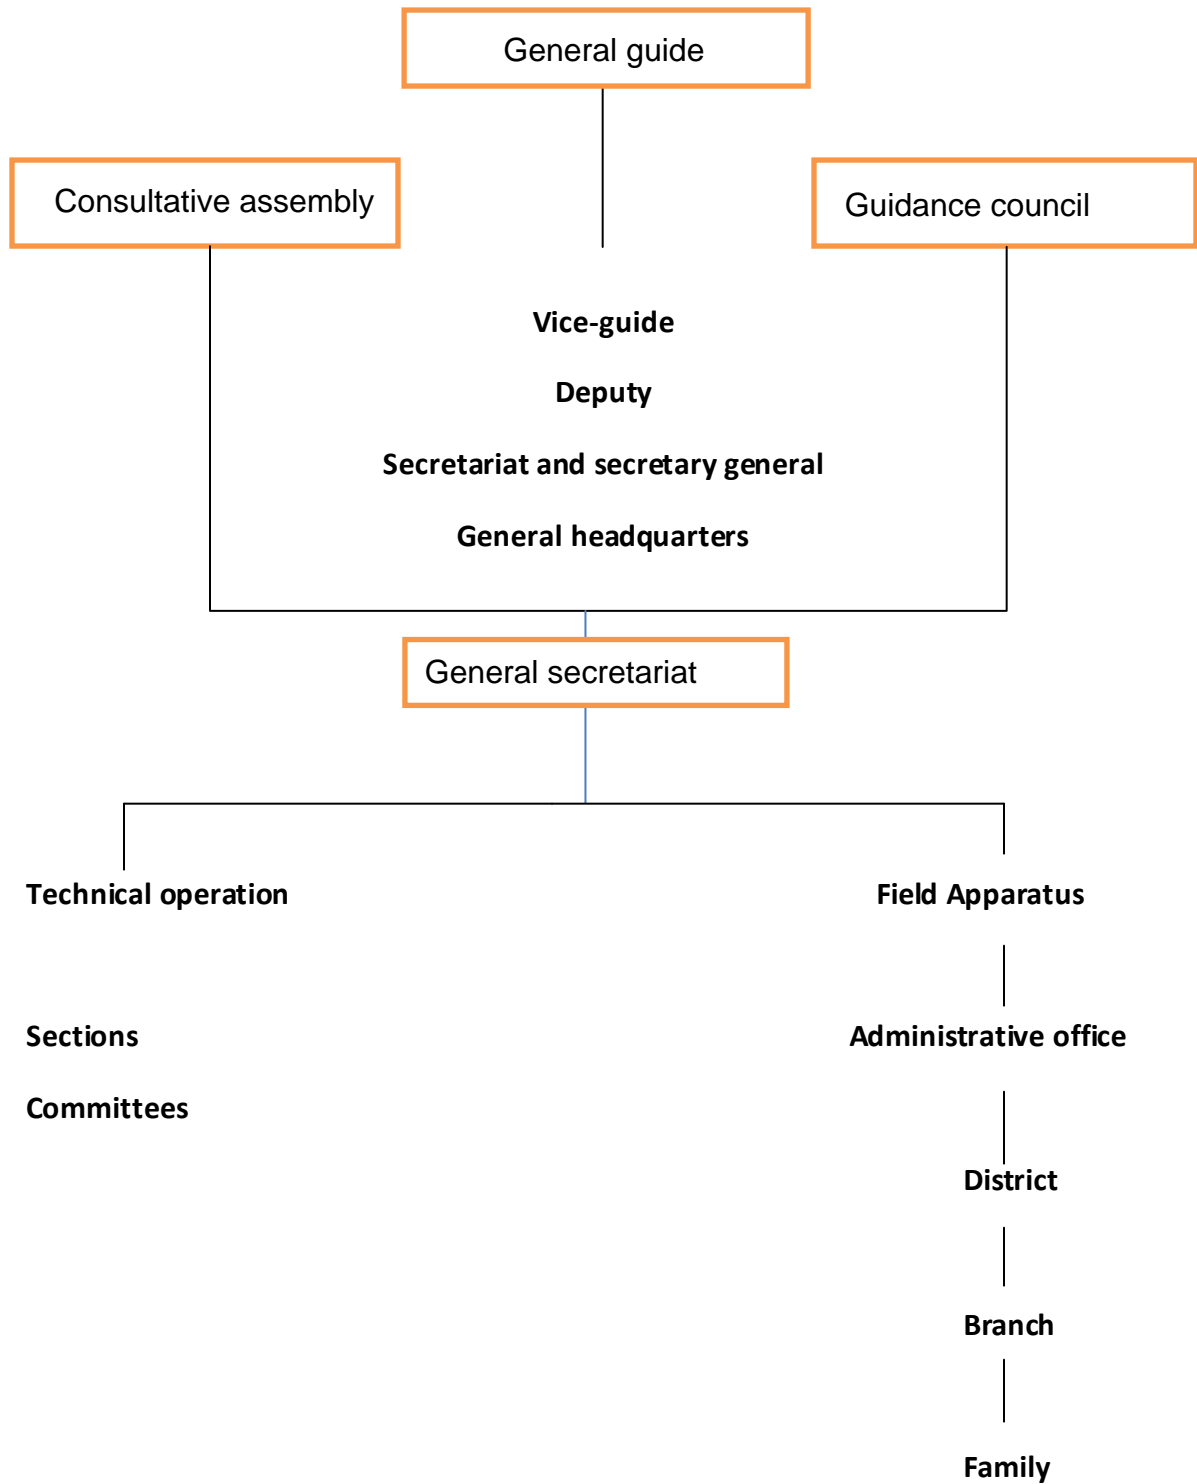 General guide
Consultative assembly
Guidance council
Vice-guide
Deputy
Secretariat and secretary general
General headquarters
General secretariat
Technical operation
Field Apparatus
Sections
Administrative office
Committees
District
Branch
Family